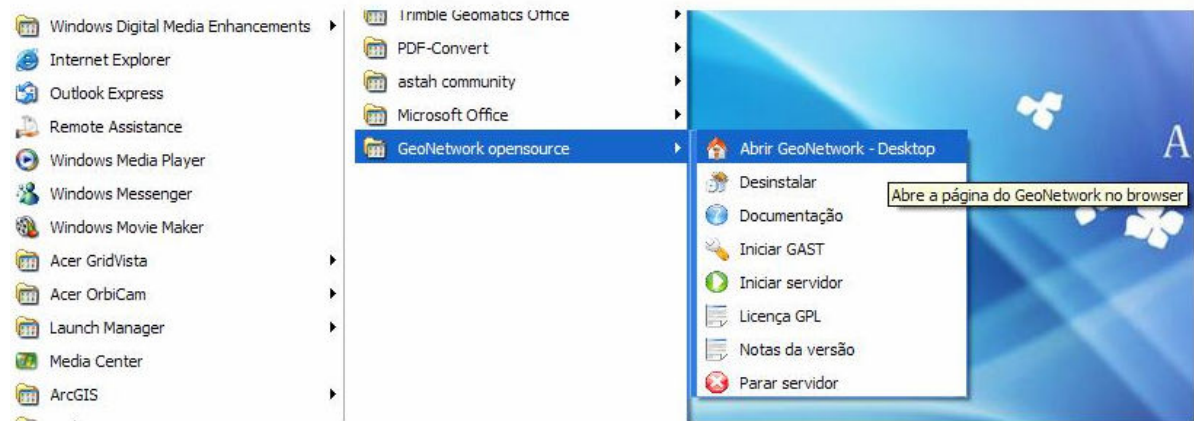 Windows Digital Media Enhancements
Internet Explorer
Outlook Express
Remote Assistance
Windows Media Player
Windows Messenger
Windows Movie Maker
Acer GridVista
Acer OrbiCam
Launch Manager
Media Center
ArcGIS
Trimble Geomatics Office
PDF-Convert
astah community
Microsoft Office
GeoNetwork opensource
Abrir GeoNetwork - Desktop
Desinstalar
Documentação
Iniciar GAST
Iniciar servidor
Licença GPL
Notas da versão
Parar servidor
Abre a página do GeoNetwork no browser
A